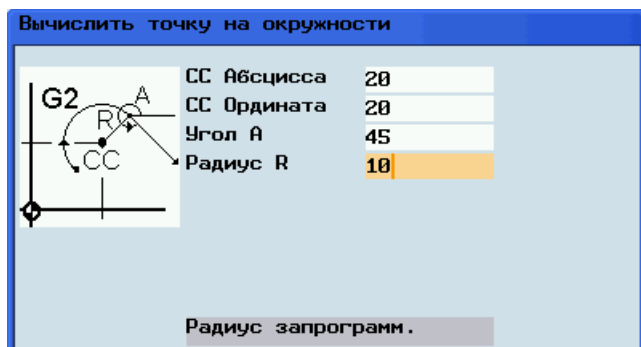 Вычислить точку на окружности
G2
A
R
CC
CC Абсцисса 20
CC Ордината 20
Угол A 45
Радиус R 10
Радиус запрограмм.